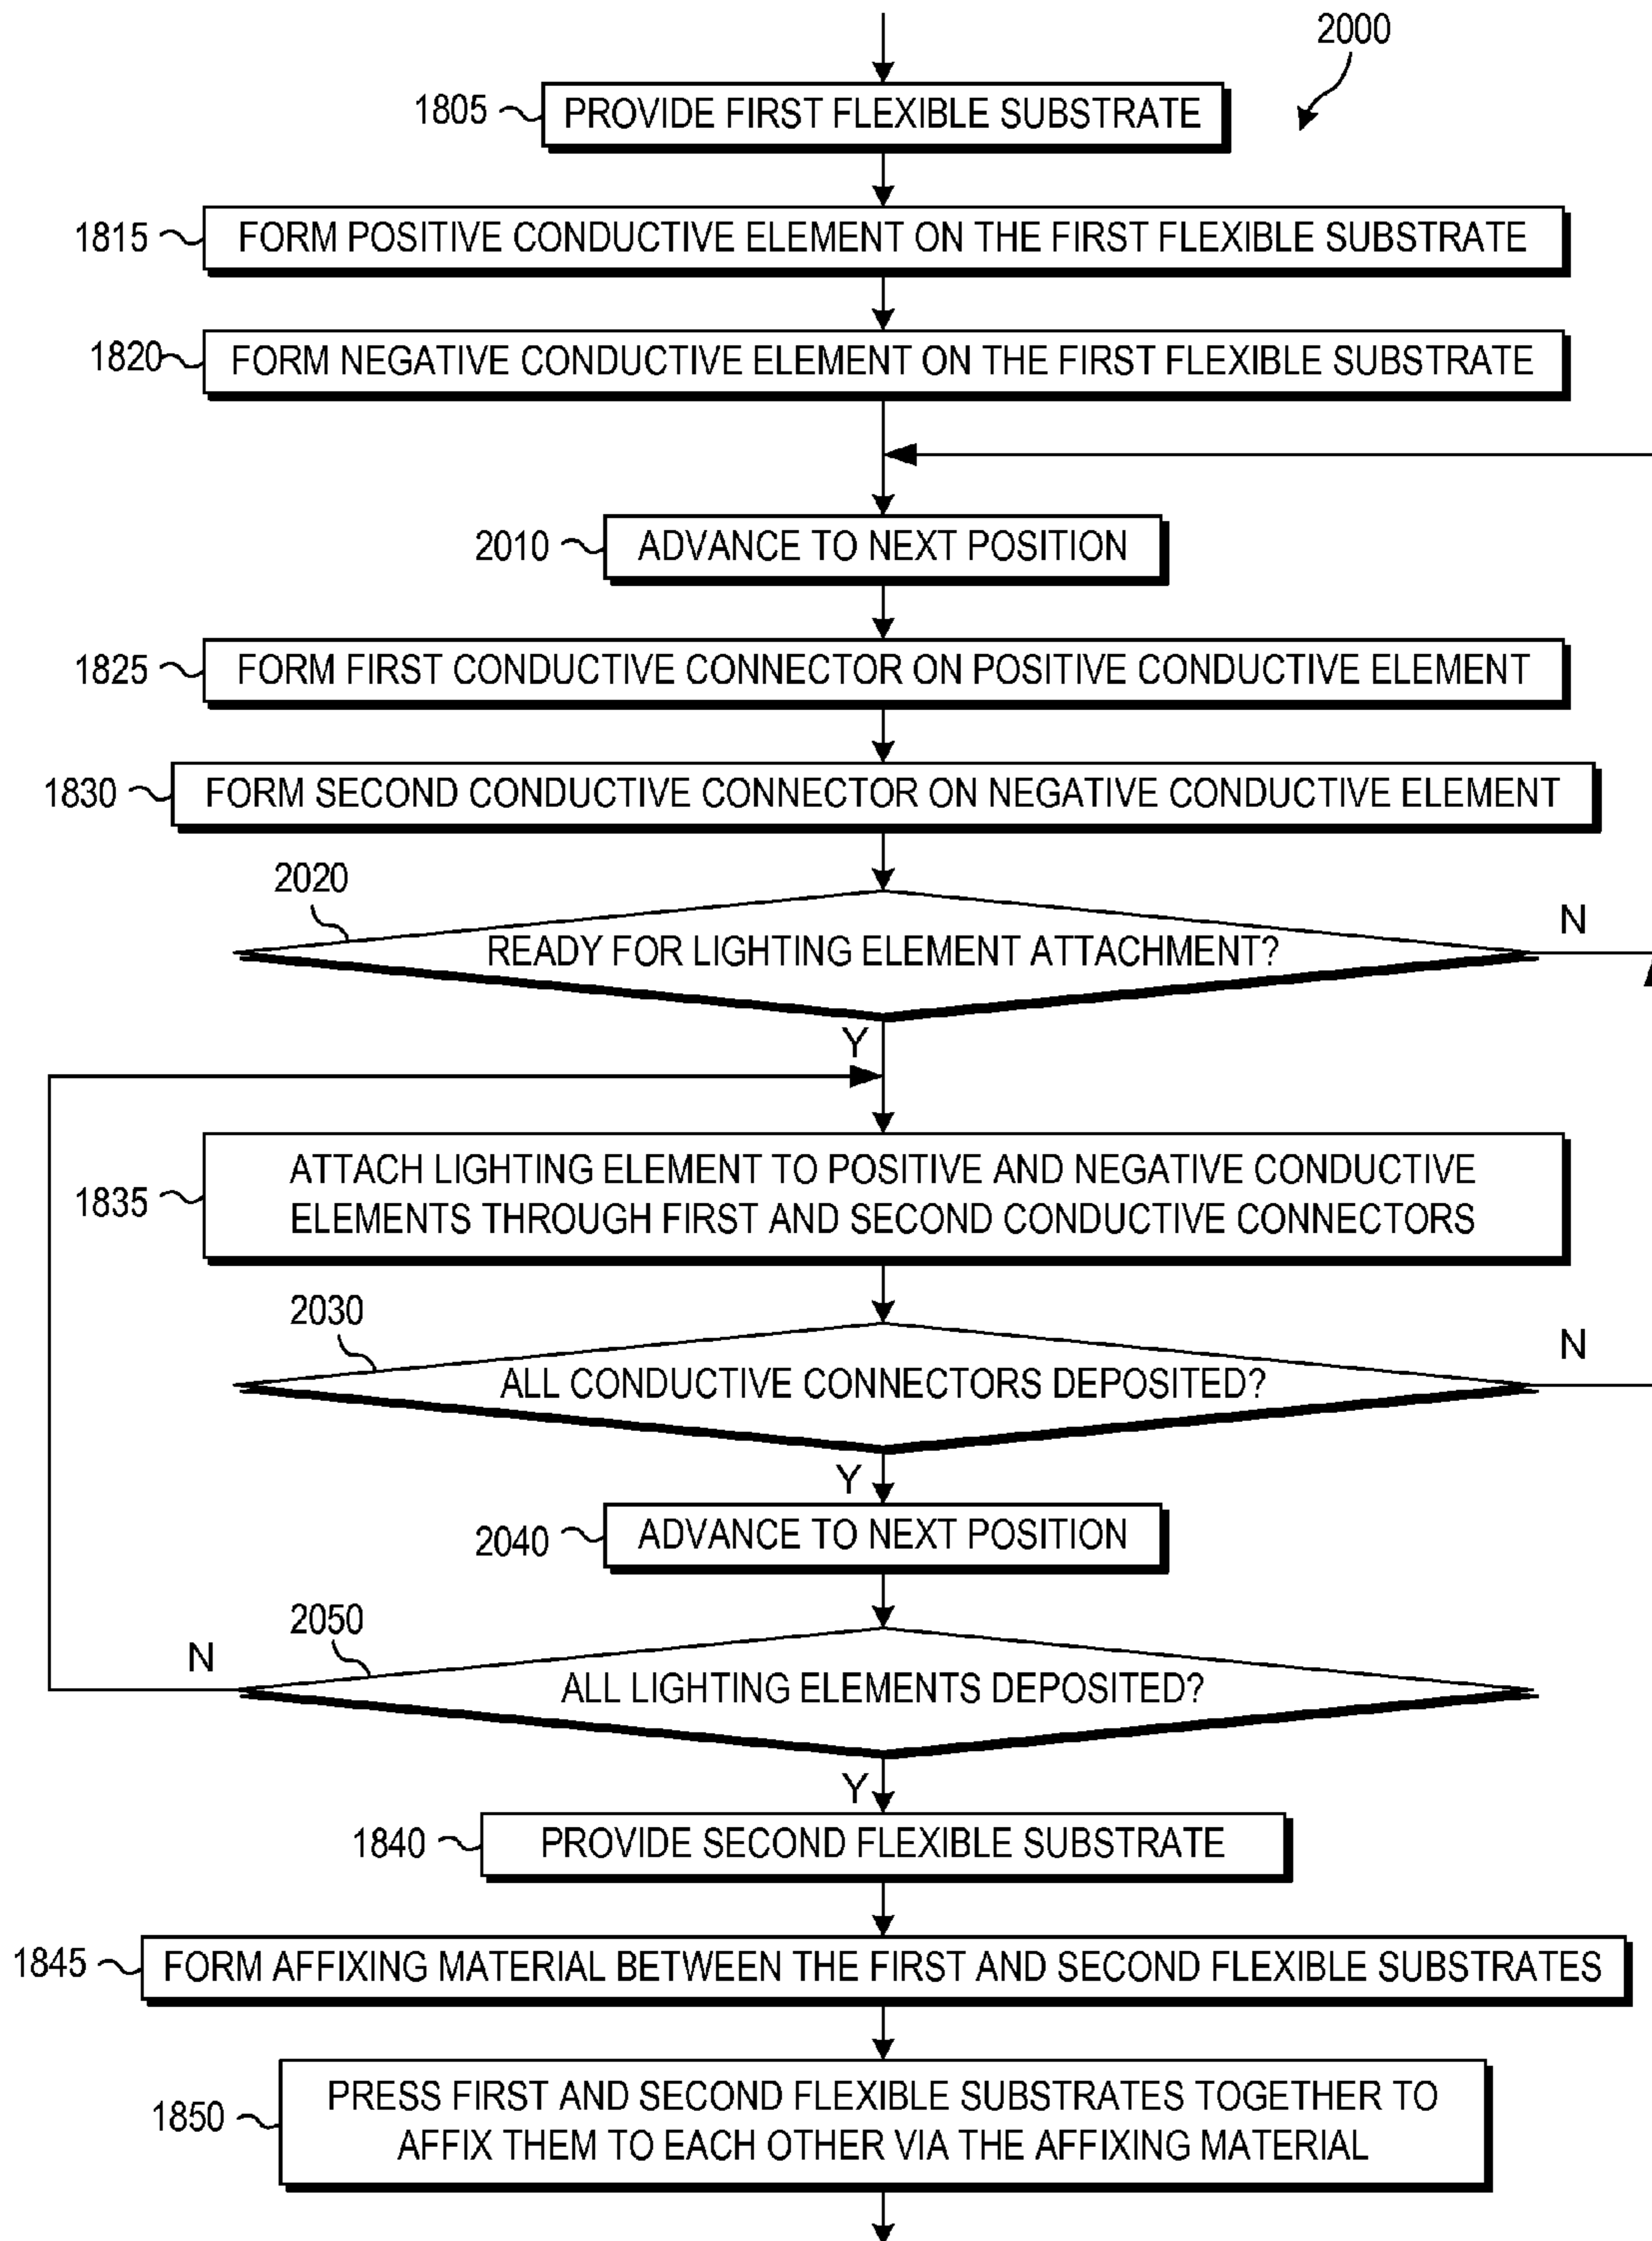 2000
1805
PROVIDE FIRST FLEXIBLE SUBSTRATE
1815
FORM POSITIVE CONDUCTIVE ELEMENT ON THE FIRST FLEXIBLE SUBSTRATE
1820
FORM NEGATIVE CONDUCTIVE ELEMENT ON THE FIRST FLEXIBLE SUBSTRATE
2010
ADVANCE TO NEXT POSITION
1825
FORM FIRST CONDUCTIVE CONNECTOR ON POSITIVE CONDUCTIVE ELEMENT
1830
FORM SECOND CONDUCTIVE CONNECTOR ON NEGATIVE CONDUCTIVE ELEMENT
2020
READY FOR LIGHTING ELEMENT ATTACHMENT?
N
Y
1835
ATTACH LIGHTING ELEMENT TO POSITIVE AND NEGATIVE CONDUCTIVE
ELEMENTS THROUGH FIRST AND SECOND CONDUCTIVE CONNECTORS
2030
ALL CONDUCTIVE CONNECTORS DEPOSITED?
N
Y
2040
ADVANCE TO NEXT POSITION
2050
N
ALL LIGHTING ELEMENTS DEPOSITED?
Y
1840
PROVIDE SECOND FLEXIBLE SUBSTRATE
1845
FORM AFFIXING MATERIAL BETWEEN THE FIRST AND SECOND FLEXIBLE SUBSTRATES
1850
PRESS FIRST AND SECOND FLEXIBLE SUBSTRATES TOGETHER TO
AFFIX THEM TO EACH OTHER VIA THE AFFIXING MATERIAL